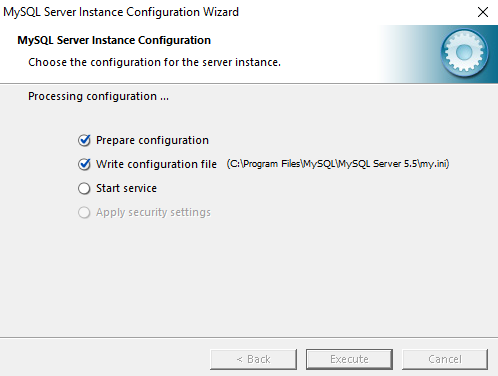 MySQL Server Instance Configuration Wizard
MySQL Server Instance Configuration
Choose the configuration for the server instance.
Processing configuration ...
Prepare configuration
Write configuration file (C:\Program Files\MySQL\MySQL Server 5.5\my.ini)
Start service
Apply security settings
< Back Execute Cancel